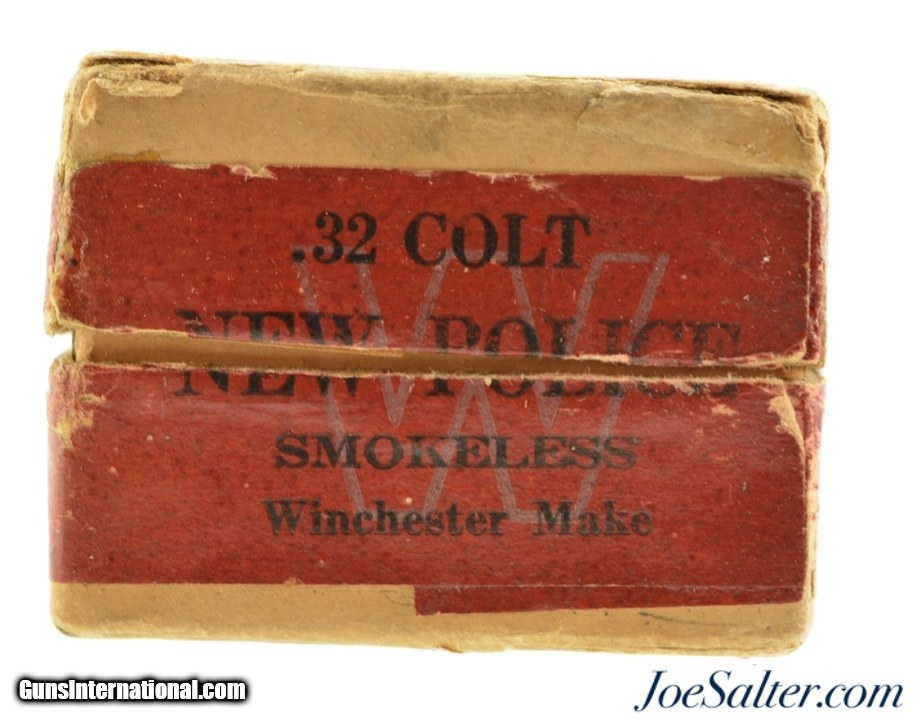 .32 COLT
NEW POLICE
SMOKELESS
Winchester Make
W
GunsInternational.com
JoeSalter.com